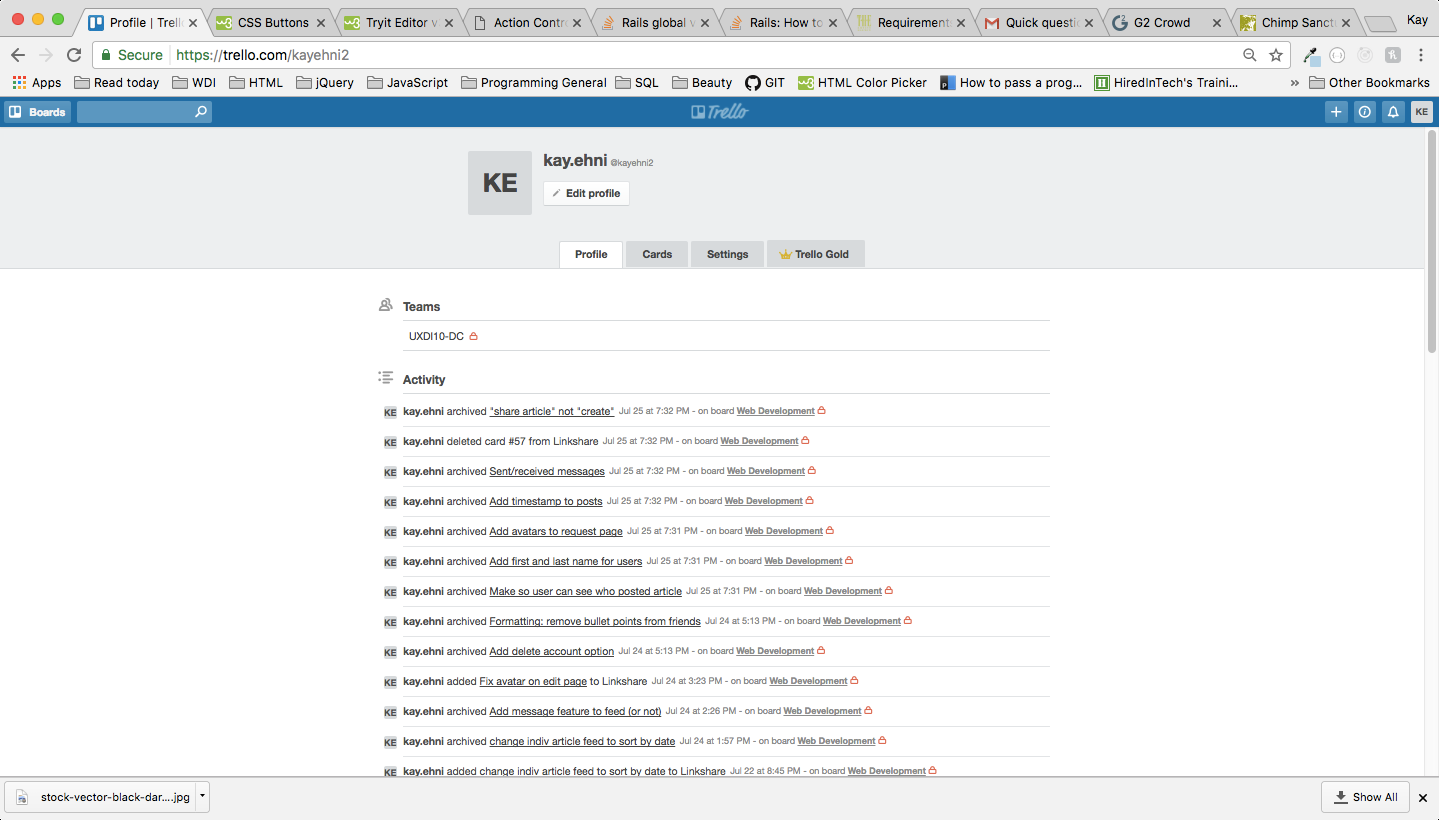 Profile | Trello CSS Buttons Tryit Editor v Action Contro Rails global v Rails: How to Requirements Quick questio G2 Crowd Chimp Sanctu Kay
Secure https://trello.com/kayehni2
Apps Read today WDI HTML jQuery JavaScript Programming General SQL Beauty GIT HTML Color Picker How to pass a prog... HiredInTech's Traini... » Other Bookmarks
Boards Trello KE
KE kay.ehni @kayehni2
Edit profile
Profile Cards Settings Trello Gold
Teams
UXDI10-DC
Activity
KE kay.ehni archived "share article" not "create" Jul 25 at 7:32 PM - on board Web Development
KE kay.ehni deleted card #57 from Linkshare Jul 25 at 7:32 PM - on board Web Development
KE kay.ehni archived Sent/received messages Jul 25 at 7:32 PM - on board Web Development
KE kay.ehni archived Add timestamp to posts Jul 25 at 7:32 PM - on board Web Development
KE kay.ehni archived Add avatars to request page Jul 25 at 7:31 PM - on board Web Development
KE kay.ehni archived Add first and last name for users Jul 25 at 7:31 PM - on board Web Development
KE kay.ehni archived Make so user can see who posted article Jul 25 at 7:31 PM - on board Web Development
KE kay.ehni archived Formatting: remove bullet points from friends Jul 24 at 5:13 PM - on board Web Development
KE kay.ehni archived Add delete account option Jul 24 at 5:13 PM - on board Web Development
KE kay.ehni added Fix avatar on edit page to Linkshare Jul 24 at 3:23 PM - on board Web Development
KE kay.ehni archived Add message feature to feed (or not) Jul 24 at 2:26 PM - on board Web Development
KE kay.ehni archived change indiv article feed to sort by date Jul 24 at 1:57 PM - on board Web Development
KE kay.ehni added change indiv article feed to sort by date to Linkshare Jul 22 at 8:45 PM - on board Web Development
stock-vector-black-dar....jpg Show All